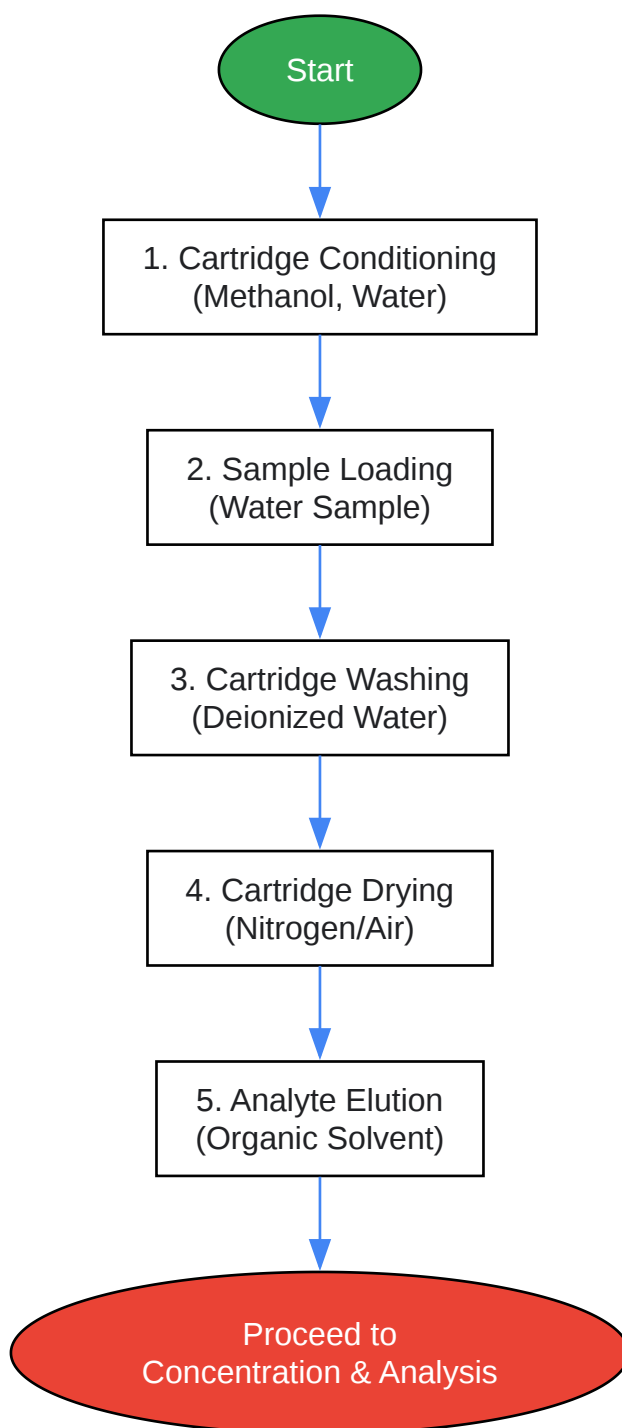 Start
1. Cartridge Conditioning
(Methanol, Water)
2. Sample Loading
(Water Sample)
3. Cartridge Washing
(Deionized Water)
4. Cartridge Drying
(Nitrogen/Air)
5. Analyte Elution
(Organic Solvent)
Proceed to
Concentration & Analysis